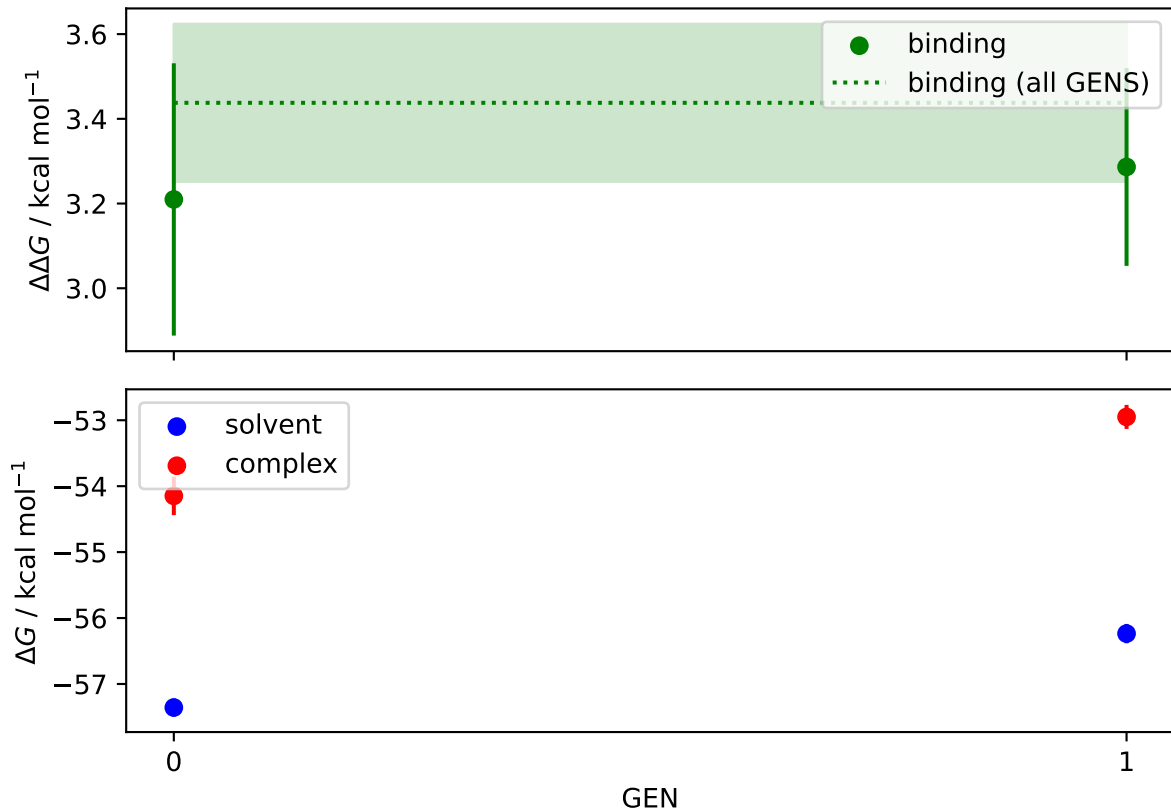 3.6
3.4
3.2
3.0
ΔΔG / kcal mol⁻¹
binding
binding (all GENS)
−53
−54
−55
−56
−57
ΔG / kcal mol⁻¹
solvent
complex
0
1
GEN